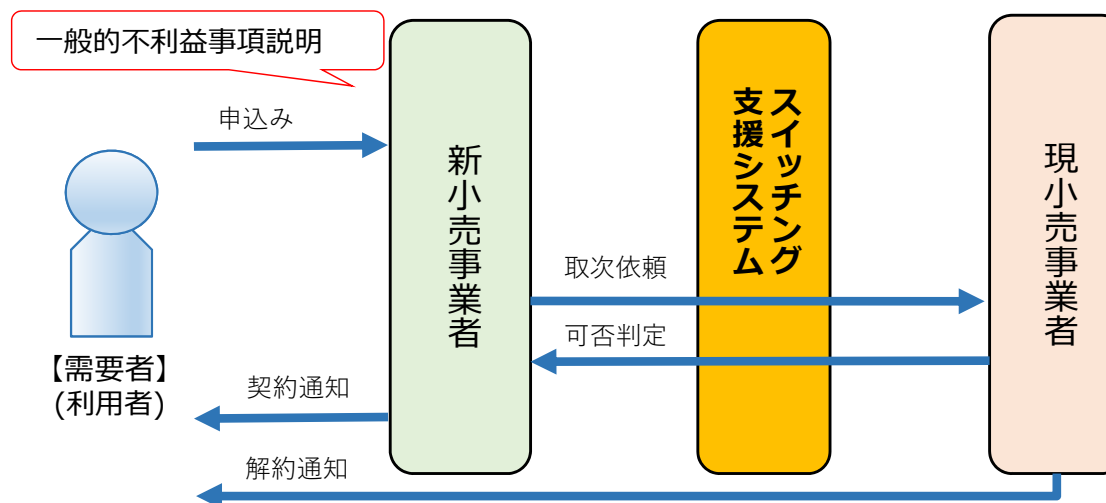 一般的不利益事項説明
申込み
新小売事業者
スイッチング
支援システム
現小売事業者
取次依頼
可否判定
【需要者】
(利用者)
契約通知
解約通知